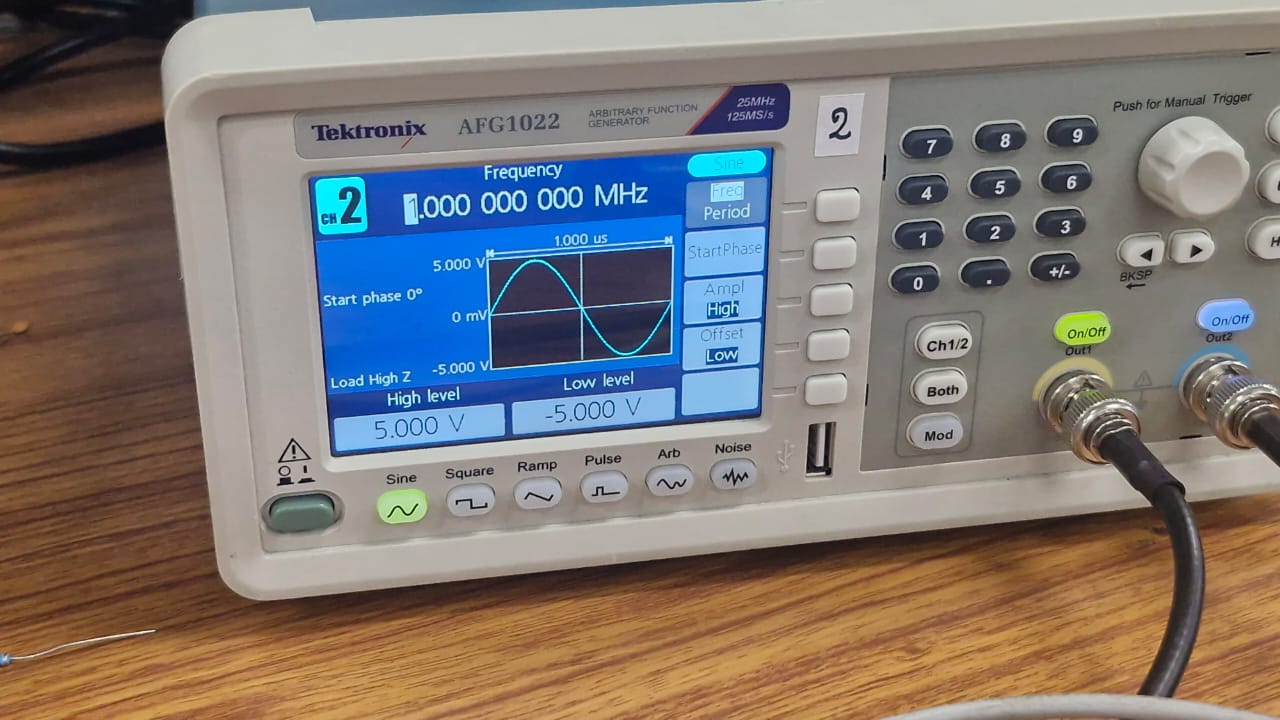 Tektronix AFG1022 ARBITRARY FUNCTION
GENERATOR
25MHz
125MS/s
2
CH 2
Frequency
1.000 000 000 MHz
Sine
Freq
Period
StartPhase
Ampl
High
Offset
Low
1.000 us
5.000 V
Start phase 0°
0 mV
-5.000 V
Load High Z
High level
5.000 V
Low level
-5.000 V
Sine
Square
Ramp
Pulse
Arb
Noise
7 8 9
4 5 6
1 2 3
0 . +/-
Push for Manual Trigger
BKSP
Ch1/2
Both
Mod
On/Off
Out1
On/Off
Out2
H